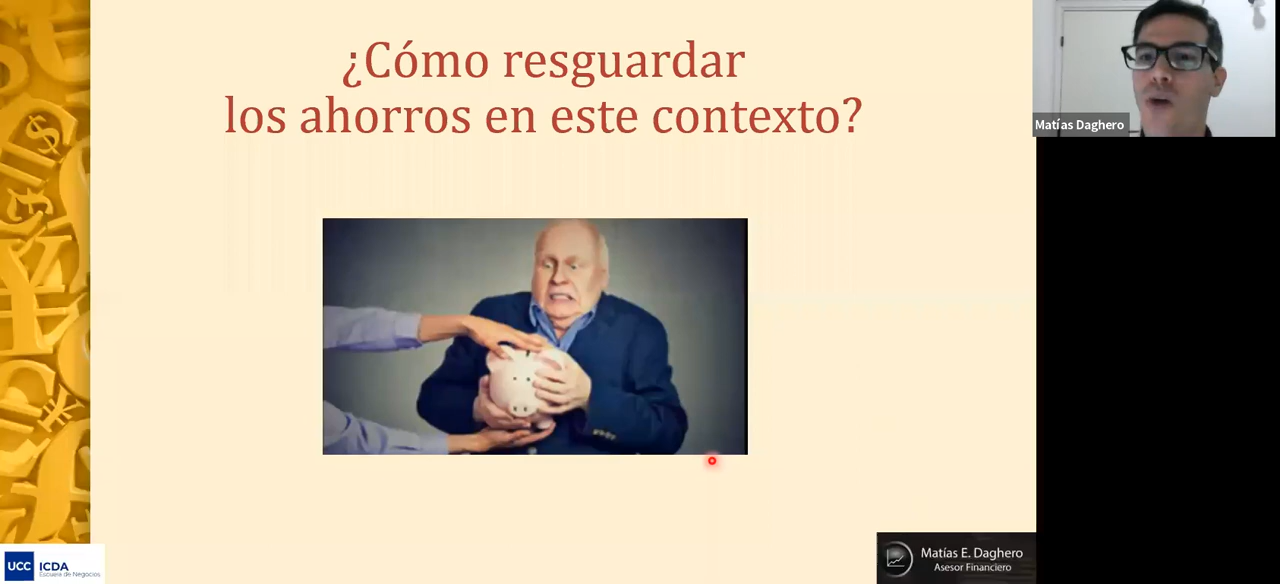 ¿Cómo resguardar
los ahorros en este contexto?
Matías Daghero
UCC
ICDA
Escuela de Negocios
Matías E. Daghero
Asesor Financiero